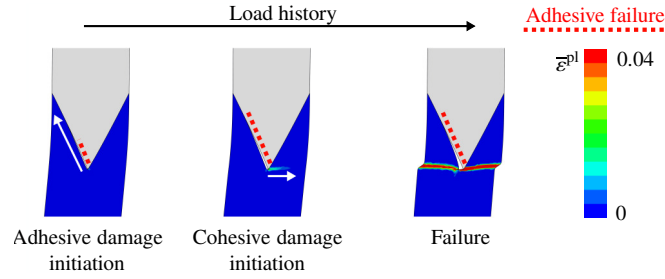 Load history
Adhesive failure
ε̅ᵖˡ
0.04
0
Adhesive damage
initiation
Cohesive damage
initiation
Failure